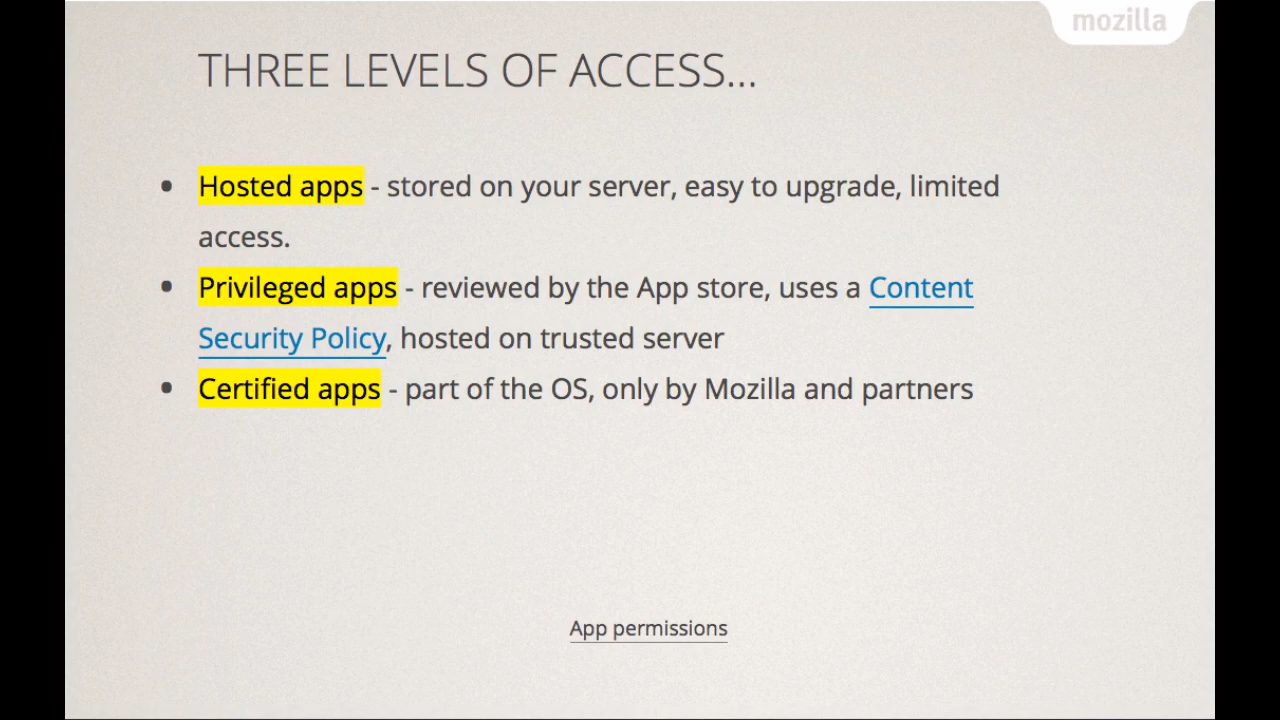 mozilla
THREE LEVELS OF ACCESS...
• Hosted apps - stored on your server, easy to upgrade, limited
access.
• Privileged apps - reviewed by the App store, uses a Content
Security Policy, hosted on trusted server
• Certified apps - part of the OS, only by Mozilla and partners
App permissions